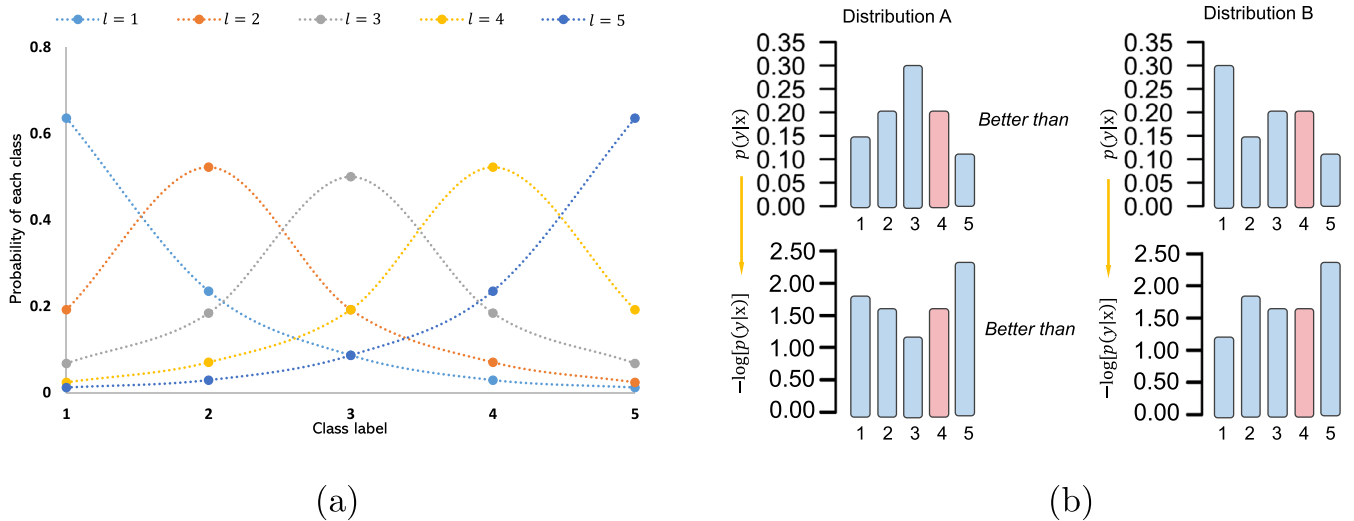 l = 1 l = 2 l = 3 l = 4 l = 5
0.8
0.6
0.4
0.2
0
Probability of each class
1 2 3 4 5
Class label
(a)
Distribution A
0.35
0.30
0.25
0.20
0.15
0.10
0.05
0.00
p(y|x)
1 2 3 4 5
Better than
2.50
2.00
1.50
1.00
0.50
0.00
−log[p(y|x)]
1 2 3 4 5
Better than
Distribution B
0.35
0.30
0.25
0.20
0.15
0.10
0.05
0.00
p(y|x)
1 2 3 4 5
2.50
2.00
1.50
1.00
0.50
0.00
−log[p(y|x)]
1 2 3 4 5
(b)